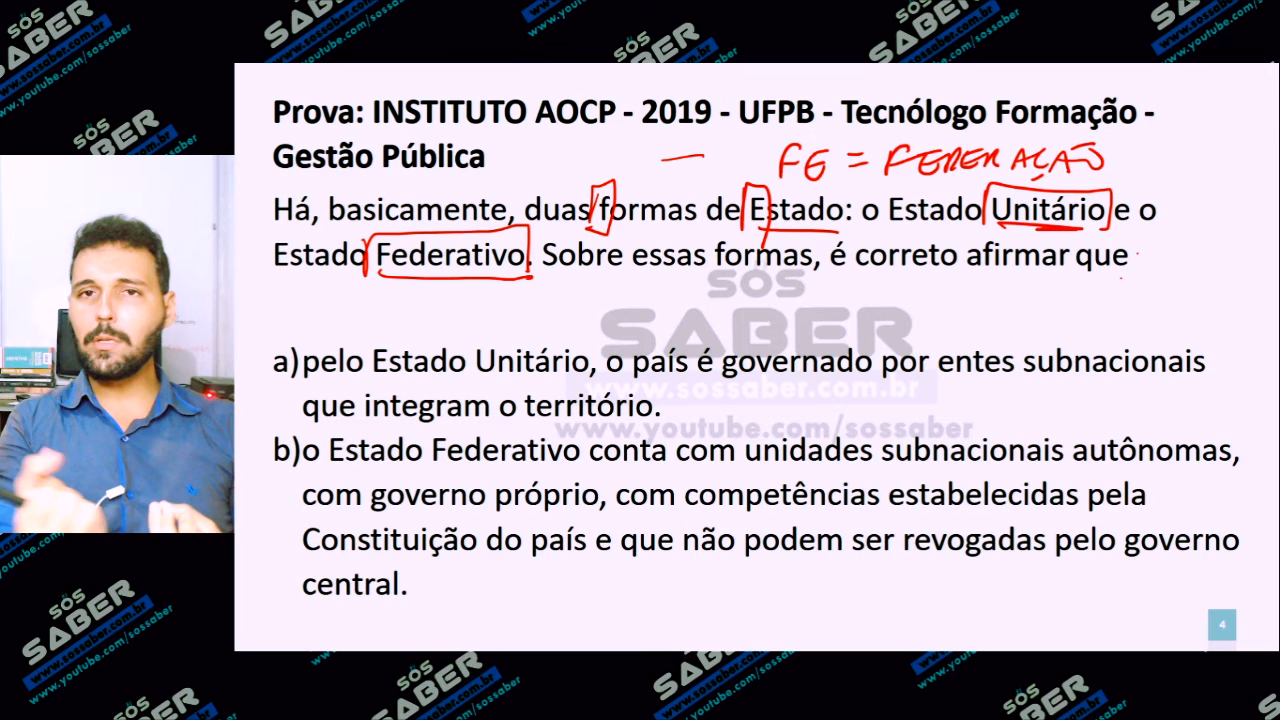 Prova: INSTITUTO AOCP - 2019 - UFPB - Tecnólogo Formação -
Gestão Pública
FE = FEDERAÇÃO
Há, basicamente, duas formas de Estado: o Estado Unitário e o
Estado Federativo. Sobre essas formas, é correto afirmar que
SÓS
SABER
www.sossaber.com.br
www.youtube.com/sossaber
a) pelo Estado Unitário, o país é governado por entes subnacionais
que integram o território.
b) o Estado Federativo conta com unidades subnacionais autônomas,
com governo próprio, com competências estabelecidas pela
Constituição do país e que não podem ser revogadas pelo governo
central.
4